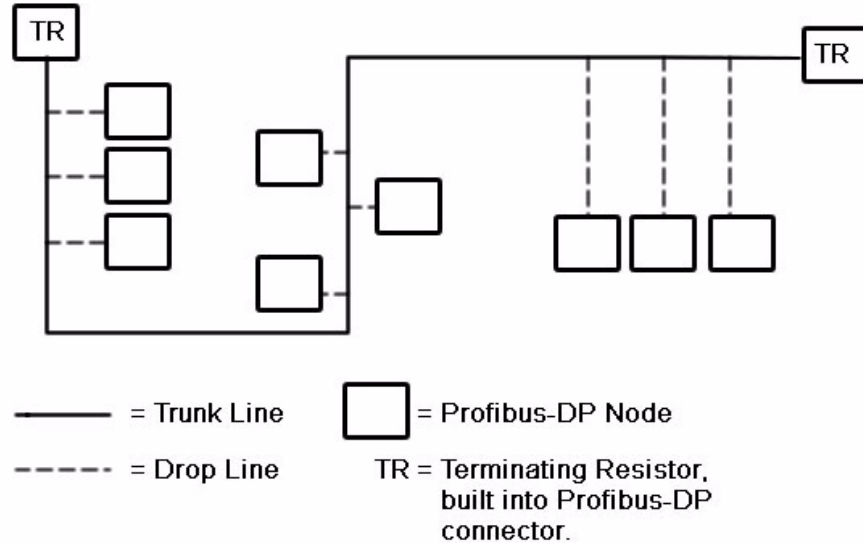 TR
TR
= Trunk Line
= Profibus-DP Node
= Drop Line
TR = Terminating Resistor,
built into Profibus-DP
connector.